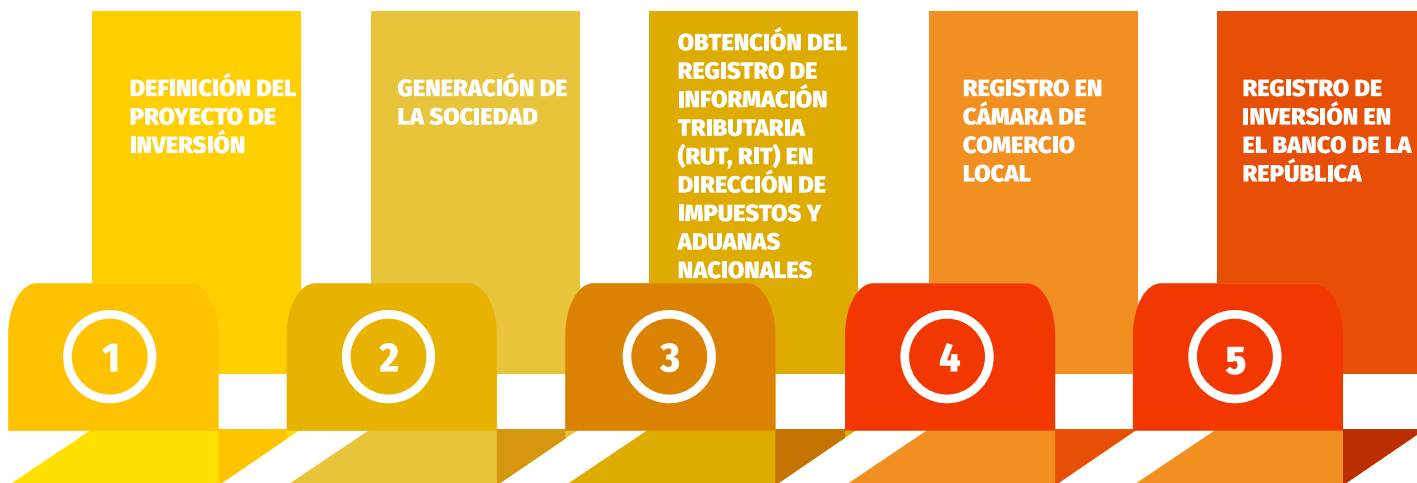 DEFINICIÓN DEL
PROYECTO DE
INVERSIÓN
1
GENERACIÓN DE
LA SOCIEDAD
2
OBTENCIÓN DEL
REGISTRO DE
INFORMACIÓN
TRIBUTARIA
(RUT, RIT) EN
DIRECCIÓN DE
IMPUESTOS Y
ADUANAS
NACIONALES
3
REGISTRO EN
CÁMARA DE
COMERCIO
LOCAL
4
REGISTRO DE
INVERSIÓN EN
EL BANCO DE LA
REPÚBLICA
5